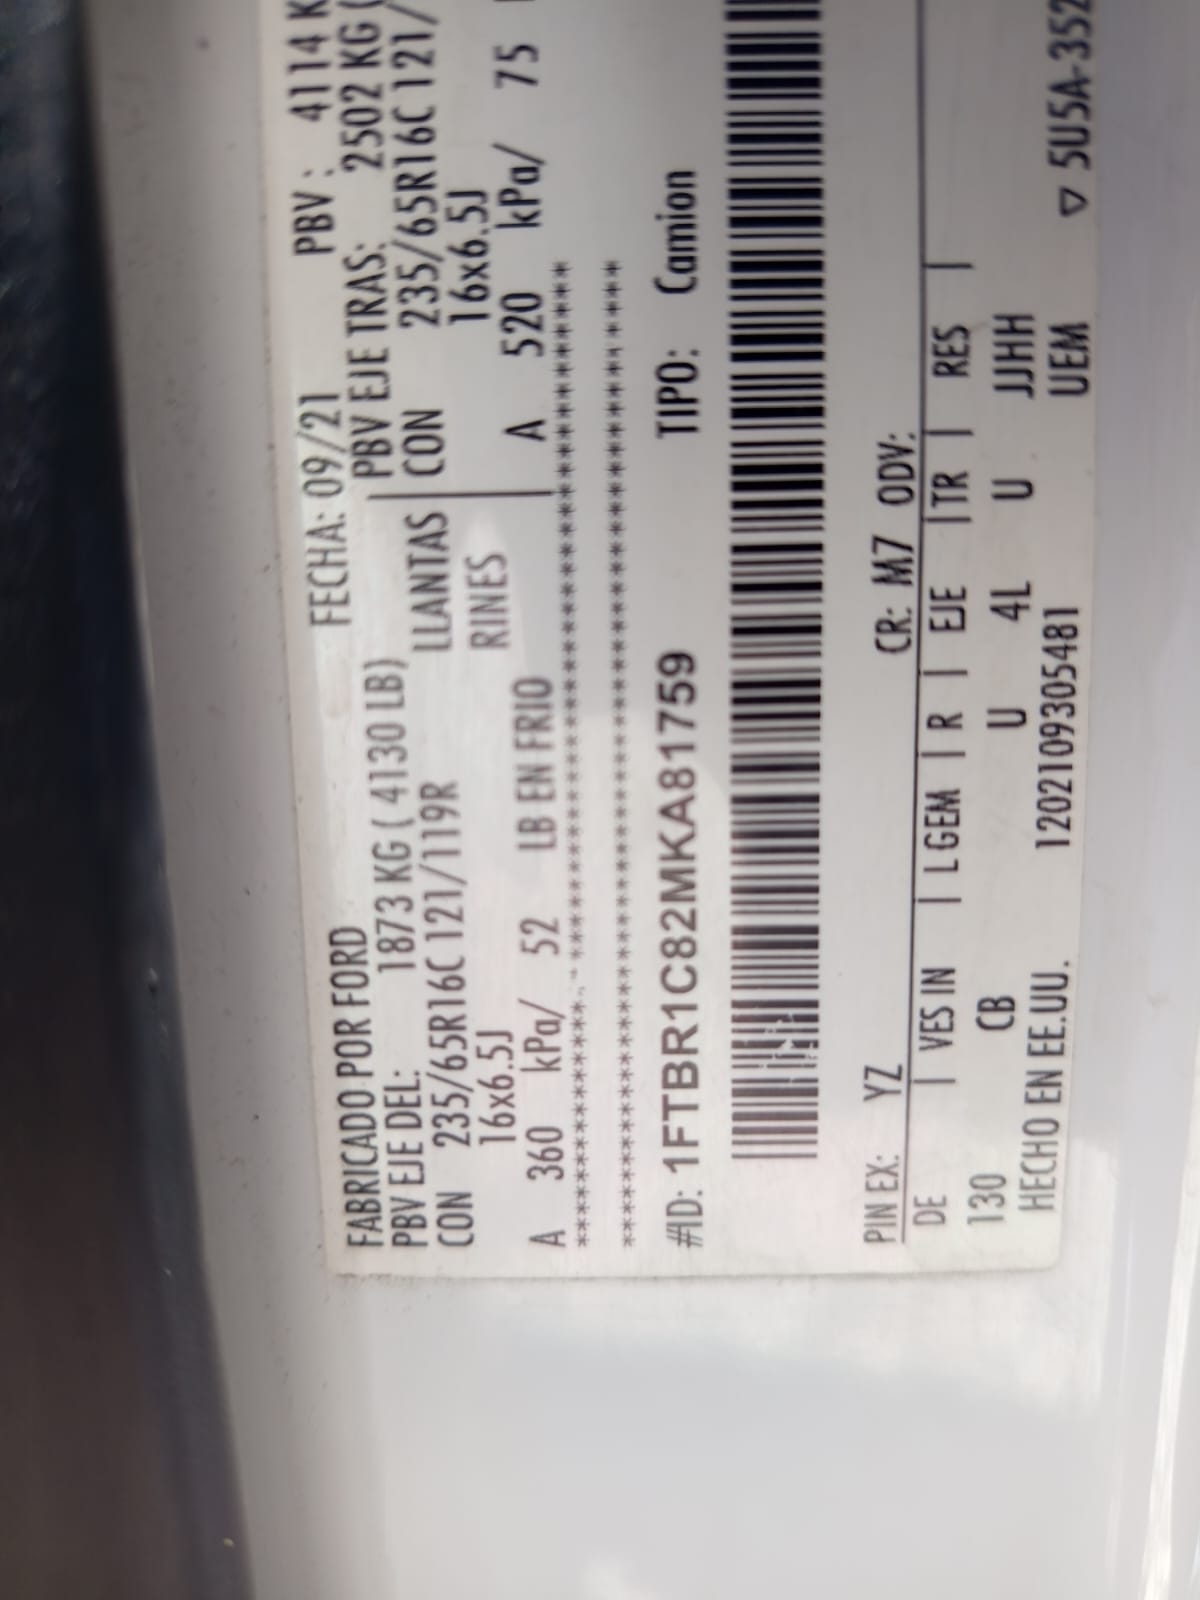 FABRICADO POR FORD FECHA: 09/21 PBV : 4114 K
PBV EJE DEL: 1873 KG ( 4130 LB) PBV EJE TRAS: 2502 KG (
CON 235/65R16C 121/119R LLANTAS CON 235/65R16C 121/
16x6.5J RINES 16x6.5J
A 360 kPa/ 52 LB EN FRIO A 520 kPa/ 75
#ID: 1FTBR1C82MKA81759 TIPO: Camion
PIN EX: YZ CR: M7 ODV:
DE | VES IN | LGEM | R | EJE | TR | RES |
130 CB U 4L U JJHH
HECHO EN EE.UU. 1202109305481 UEM ▽ 5U5A-352